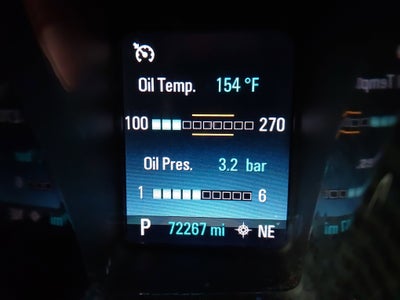 Oil Temp. 154 °F
100 270
Oil Pres. 3.2 bar
1 6
P 72267 mi NE